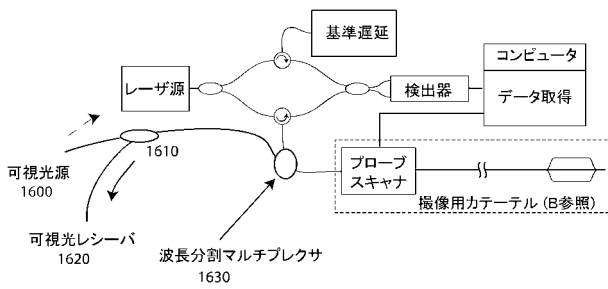 基準遅延
コンピュータ
レーザ源
検出器
データ取得
1610
可視光源
1600
プローブ
スキャナ
撮像用カテーテル (B参照)
可視光レシーバ
1620
波長分割マルチプレクサ
1630